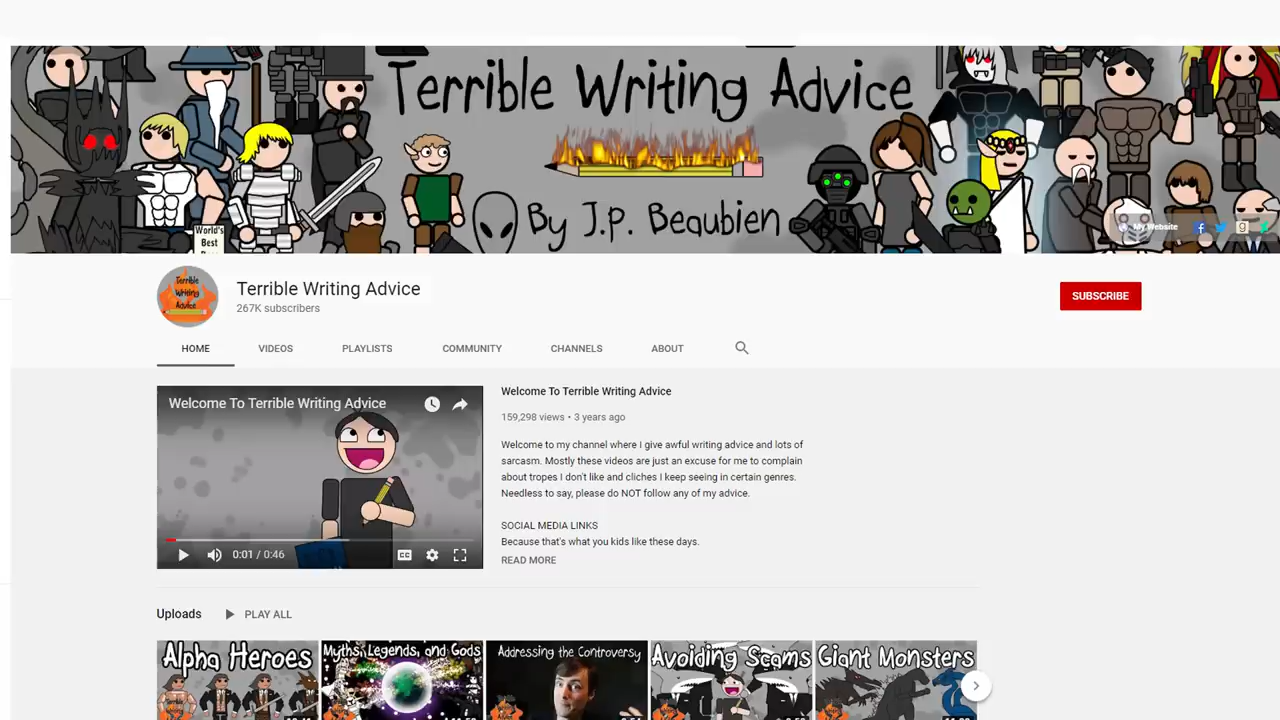 Terrible Writing Advice
By J.P. Beaubien
World's
Best
My Website
Terrible
Writing
Advice
Terrible Writing Advice
267K subscribers
SUBSCRIBE
HOME
VIDEOS
PLAYLISTS
COMMUNITY
CHANNELS
ABOUT
Welcome To Terrible Writing Advice
0:01 / 0:46
Welcome To Terrible Writing Advice
159,298 views • 3 years ago
Welcome to my channel where I give awful writing advice and lots of
sarcasm. Mostly these videos are just an excuse for me to complain
about tropes I don't like and cliches I keep seeing in certain genres.
Needless to say, please do NOT follow any of my advice.
SOCIAL MEDIA LINKS
Because that's what you kids like these days.
READ MORE
Uploads
PLAY ALL
Alpha Heroes
Myths, Legends, and Gods
Addressing the Controversy
Avoiding Scams
Giant Monsters